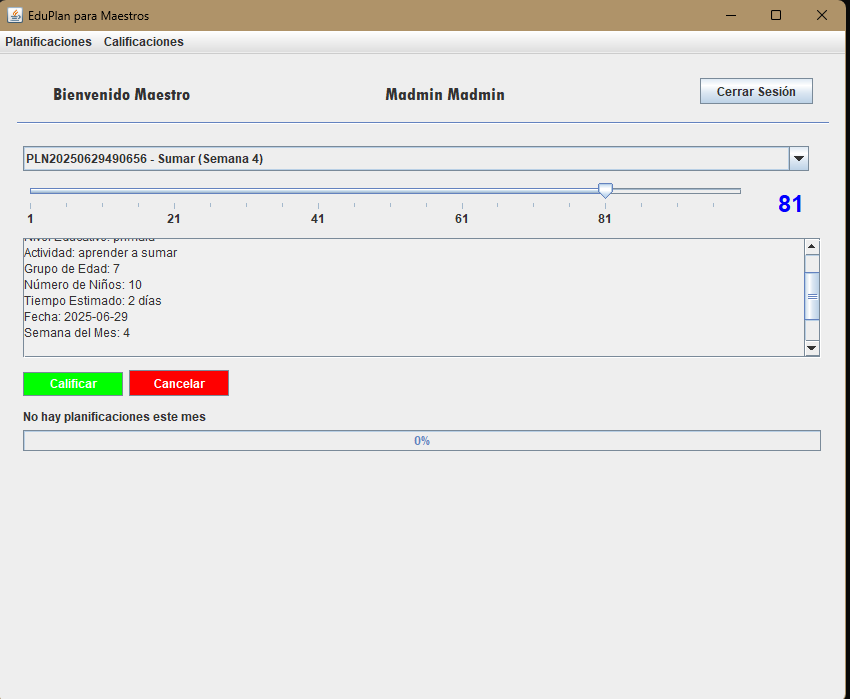 EduPlan para Maestros
Planificaciones Calificaciones
Bienvenido Maestro Madmin Madmin Cerrar Sesión
PLN20250629490656 - Sumar (Semana 4)
81
1 21 41 61 81
Nivel Educativo: primaria
Actividad: aprender a sumar
Grupo de Edad: 7
Número de Niños: 10
Tiempo Estimado: 2 días
Fecha: 2025-06-29
Semana del Mes: 4
Calificar Cancelar
No hay planificaciones este mes
0%